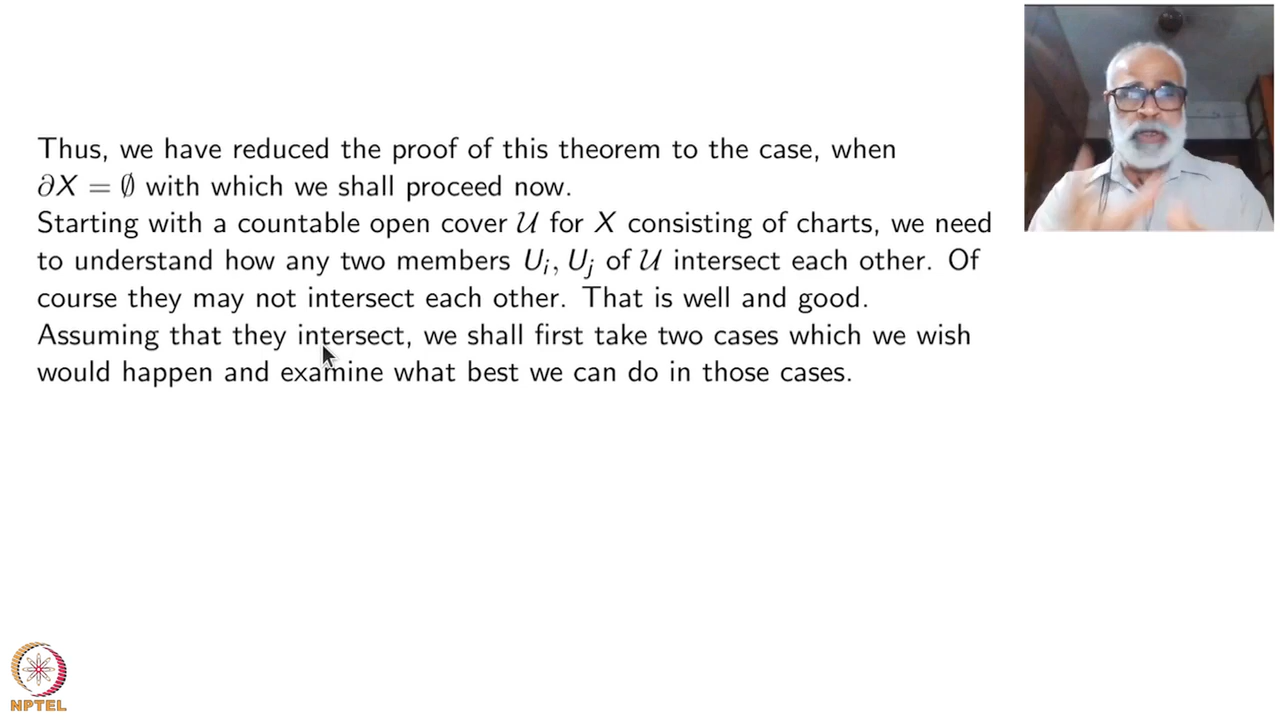 Thus, we have reduced the proof of this theorem to the case, when
∂X = ∅ with which we shall proceed now.
Starting with a countable open cover 𝒰 for X consisting of charts, we need
to understand how any two members Uᵢ, Uⱼ of 𝒰 intersect each other. Of
course they may not intersect each other. That is well and good.
Assuming that they intersect, we shall first take two cases which we wish
would happen and examine what best we can do in those cases.
NPTEL